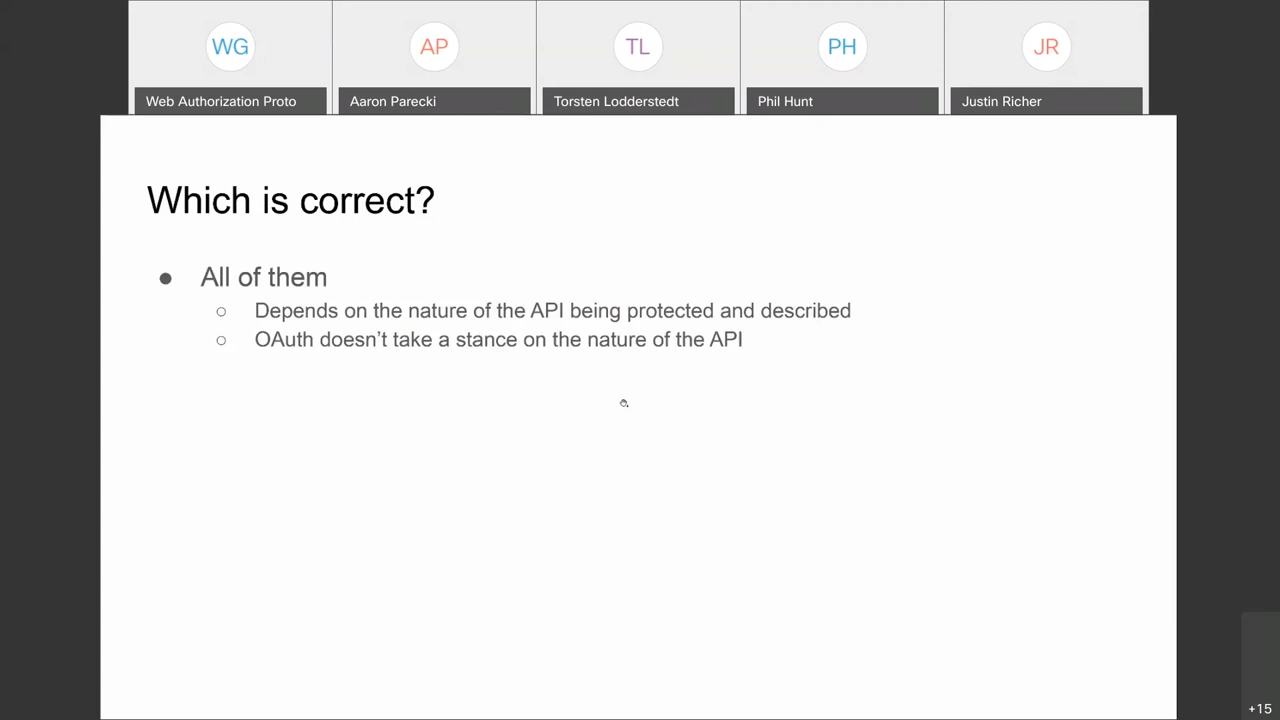 WG
AP
TL
PH
JR
Web Authorization Proto
Aaron Parecki
Torsten Lodderstedt
Phil Hunt
Justin Richer
Which is correct?
● All of them
○ Depends on the nature of the API being protected and described
○ OAuth doesn’t take a stance on the nature of the API
+15